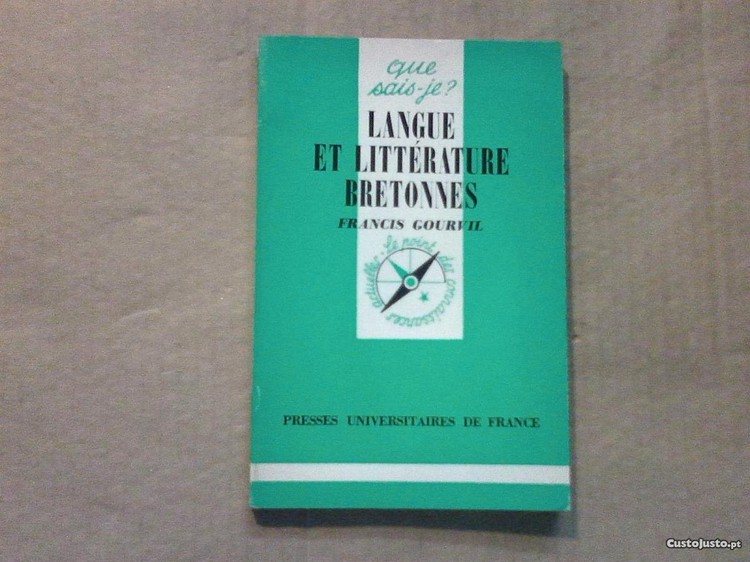 que
sais-je?
LANGUE
ET LITTÉRATURE
BRETONNES
FRANCIS GOURVIL
le point des connaissances actuelles
PRESSES UNIVERSITAIRES DE FRANCE
CustoJusto.pt